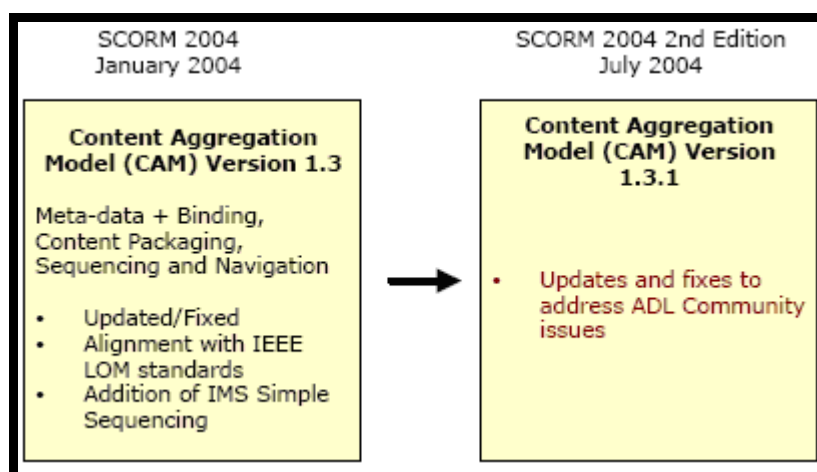 SCORM 2004
January 2004
Content Aggregation
Model (CAM) Version 1.3
Meta-data + Binding,
Content Packaging,
Sequencing and Navigation
• Updated/Fixed
• Alignment with IEEE
LOM standards
• Addition of IMS Simple
Sequencing
SCORM 2004 2nd Edition
July 2004
Content Aggregation
Model (CAM) Version
1.3.1
• Updates and fixes to
address ADL Community
issues